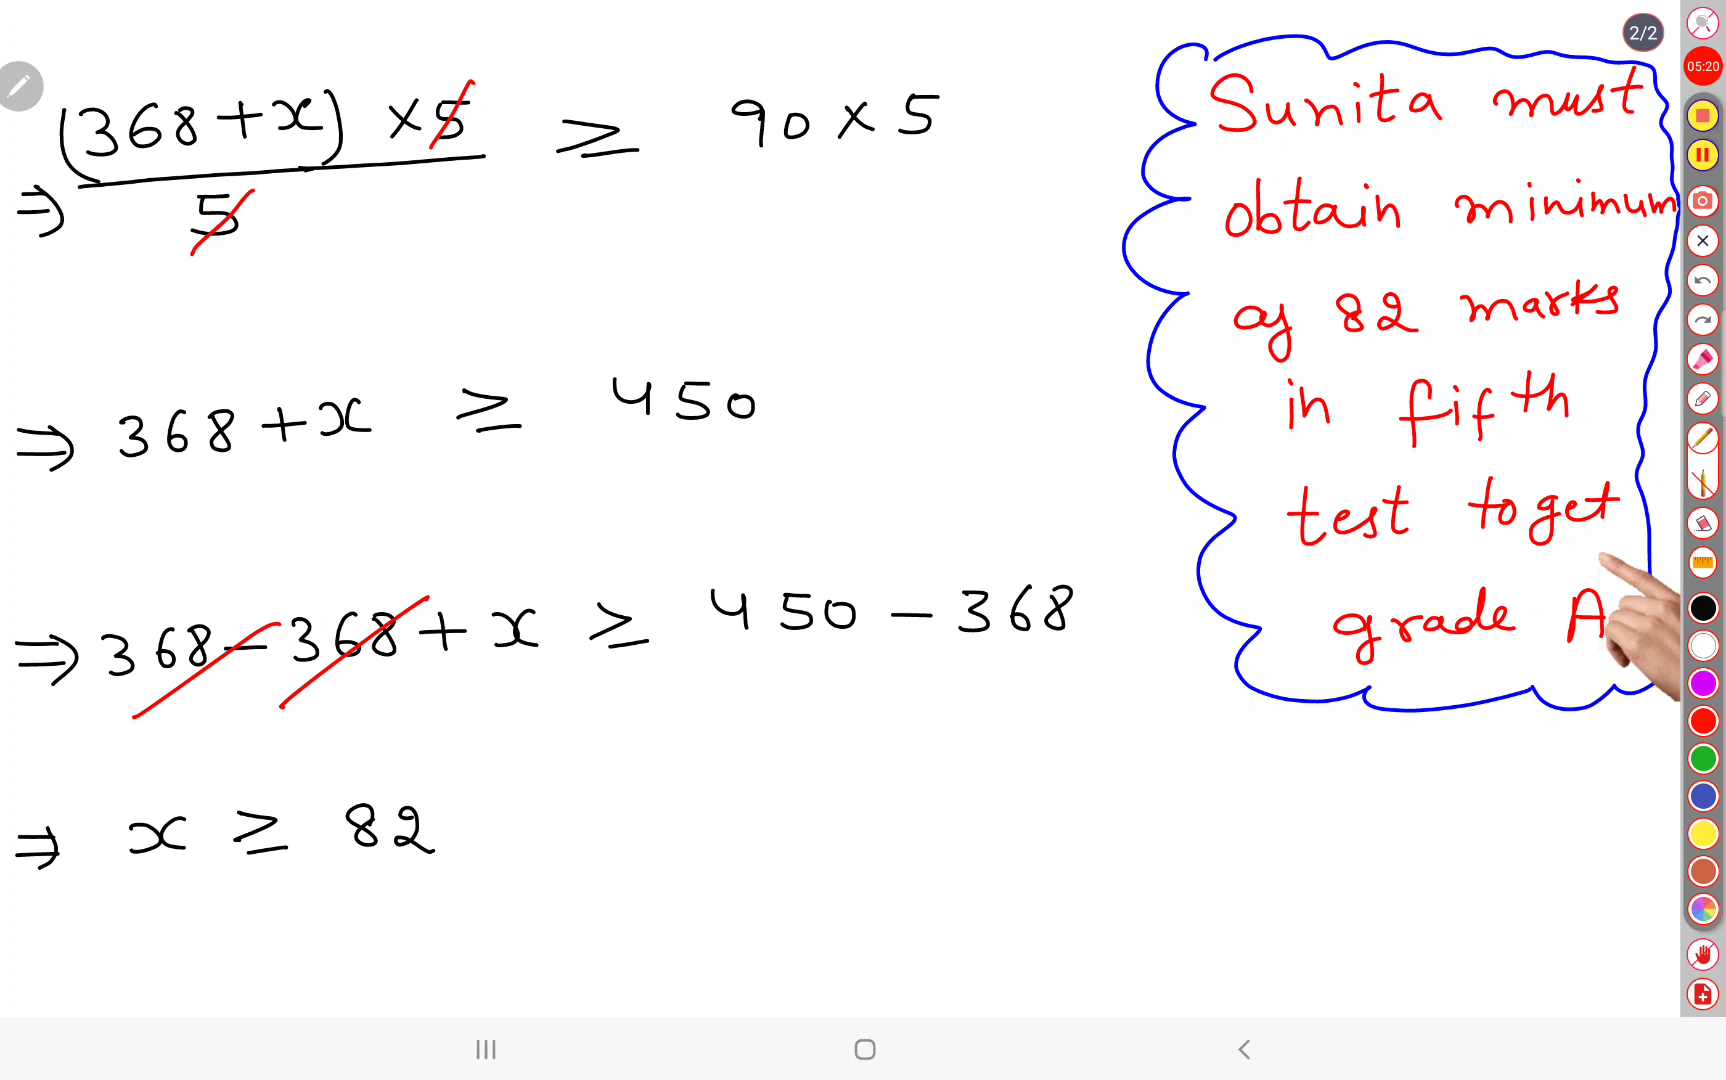 2/2
05:20
(368+x) ×5
5
≥ 90×5
⇒
⇒ 368+x ≥ 450
⇒ 368-368+x ≥ 450-368
⇒ x ≥ 82
Sunita must
obtain minimum
of 82 marks
in fifth
test to get
grade A